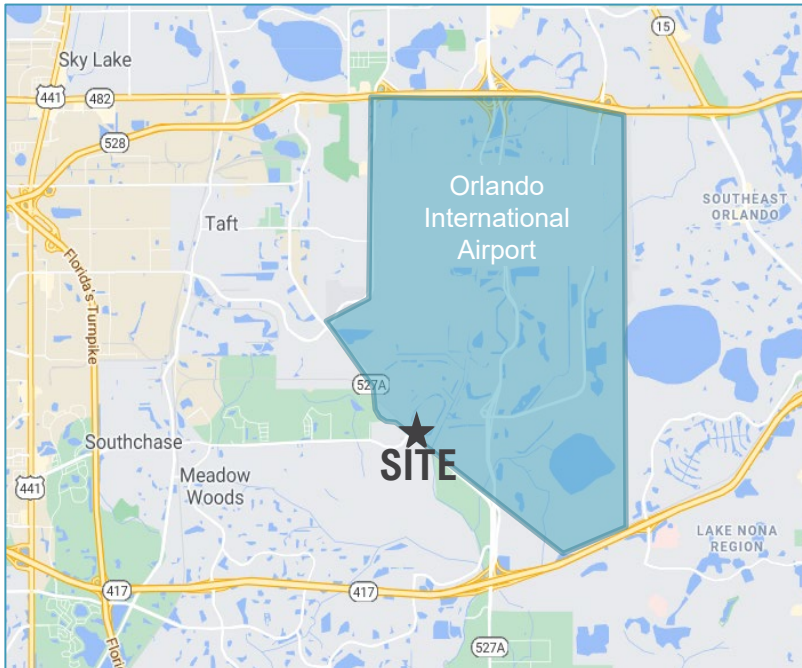 15
Sky Lake
441
482
528
Orlando
International
Airport
SOUTHEAST
ORLANDO
Taft
Florida's Turnpike
527A
Southchase
SITE
Meadow
Woods
441
LAKE NONA
REGION
417
417
527A